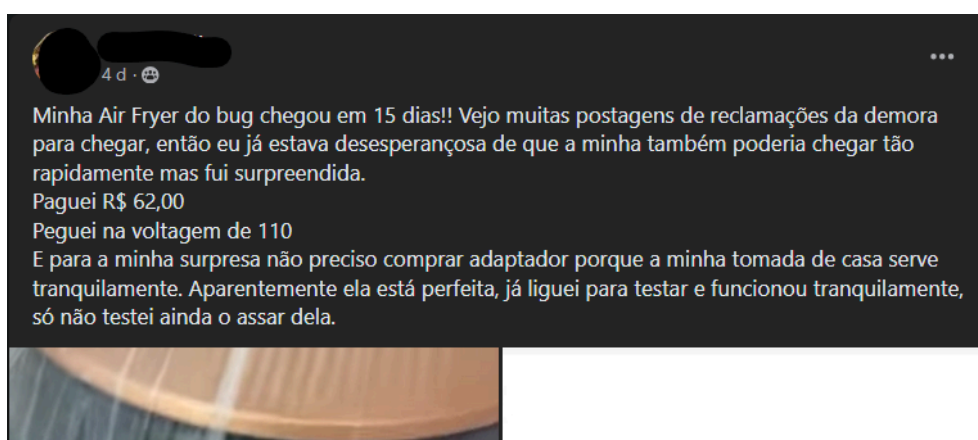 4 d ·
Minha Air Fryer do bug chegou em 15 dias!! Vejo muitas postagens de reclamações da demora
para chegar, então eu já estava desesperançosa de que a minha também poderia chegar tão
rapidamente mas fui surpreendida.
Paguei R$ 62,00
Peguei na voltagem de 110
E para a minha surpresa não preciso comprar adaptador porque a minha tomada de casa serve
tranquilamente. Aparentemente ela está perfeita, já liguei para testar e funcionou tranquilamente,
só não testei ainda o assar dela.